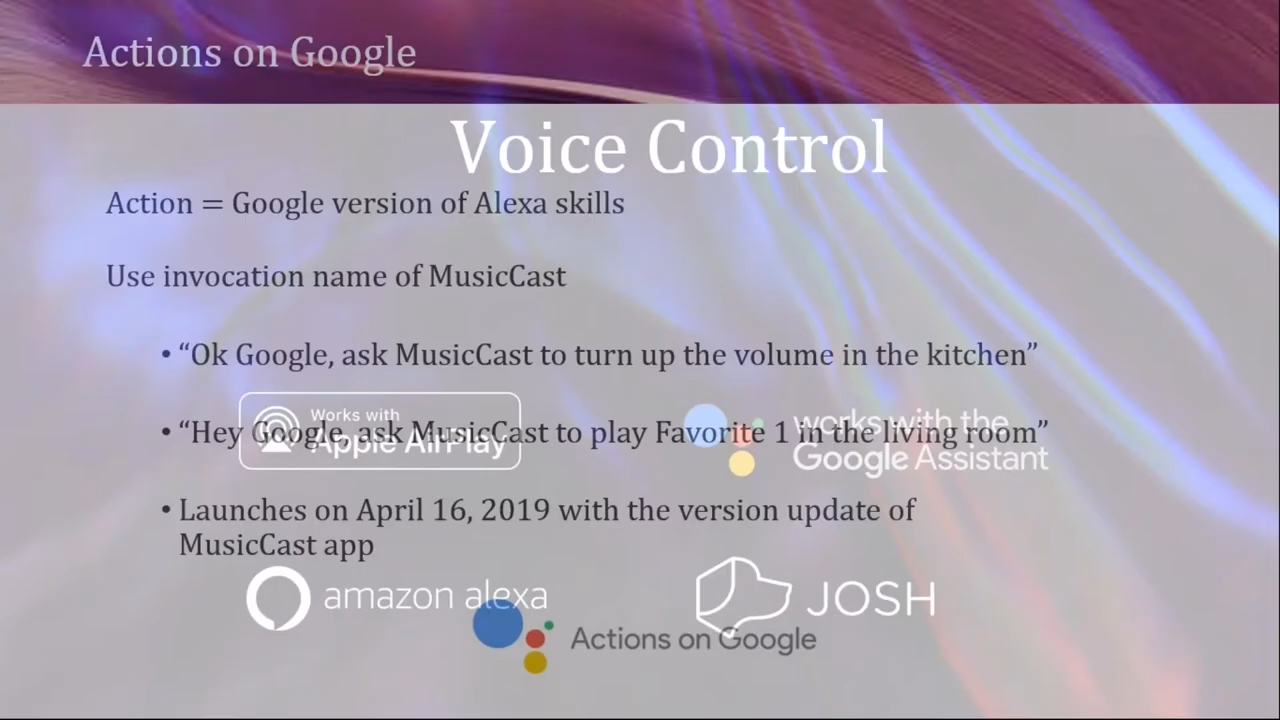 Actions on Google
Voice Control
Action = Google version of Alexa skills
Use invocation name of MusicCast
• “Ok Google, ask MusicCast to turn up the volume in the kitchen”
Works with
Apple AirPlay
works with the
Google Assistant
• “Hey Google, ask MusicCast to play Favorite 1 in the living room”
• Launches on April 16, 2019 with the version update of
MusicCast app
amazon alexa
JOSH
Actions on Google